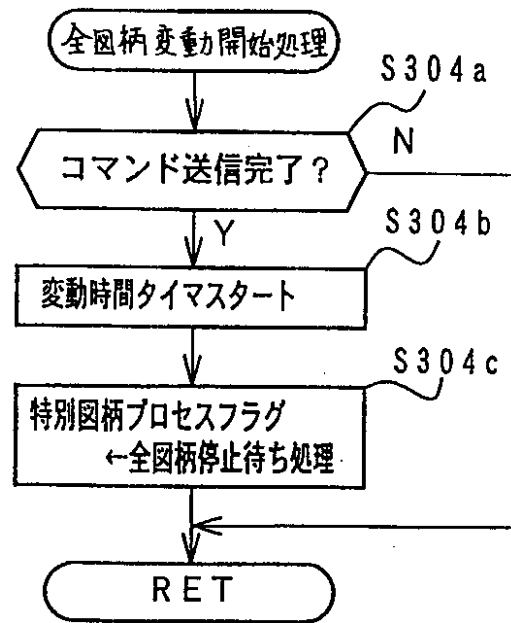 全図柄変動開始処理
S304a
コマンド送信完了？
N
Y
S304b
変動時間タイマスタート
S304c
特別図柄プロセスフラグ
←全図柄停止待ち処理
RET